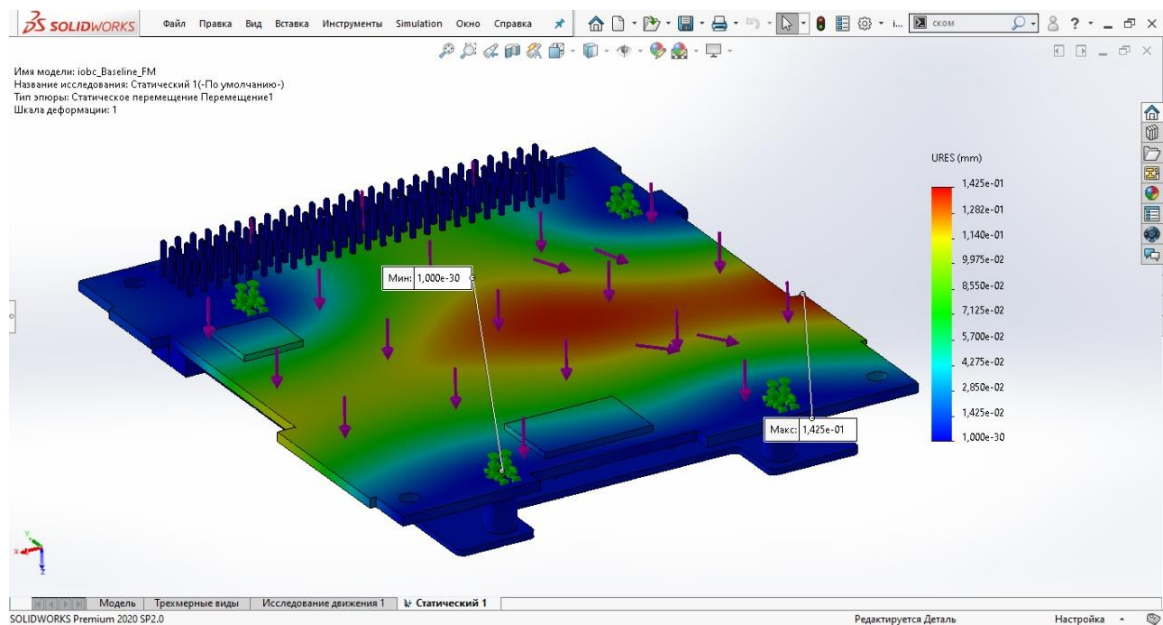 SOLIDWORKS Файл Правка Вид Вставка Инструменты Simulation Окно Справка i... ском ?
Имя модели: iobc_Baseline_FM
Название исследования: Статический 1(-По умолчанию-)
Тип эпюры: Статическое перемещение Перемещение1
Шкала деформации: 1
URES (mm)
1,425e-01
1,282e-01
1,140e-01
9,975e-02
8,550e-02
7,125e-02
5,700e-02
4,275e-02
2,850e-02
1,425e-02
1,000e-30
Мин: 1,000e-30
Макс: 1,425e-01
Y
X
Z
Модель Трехмерные виды Исследование движения 1 Статический 1
SOLIDWORKS Premium 2020 SP2.0 Редактируется Деталь Настройка